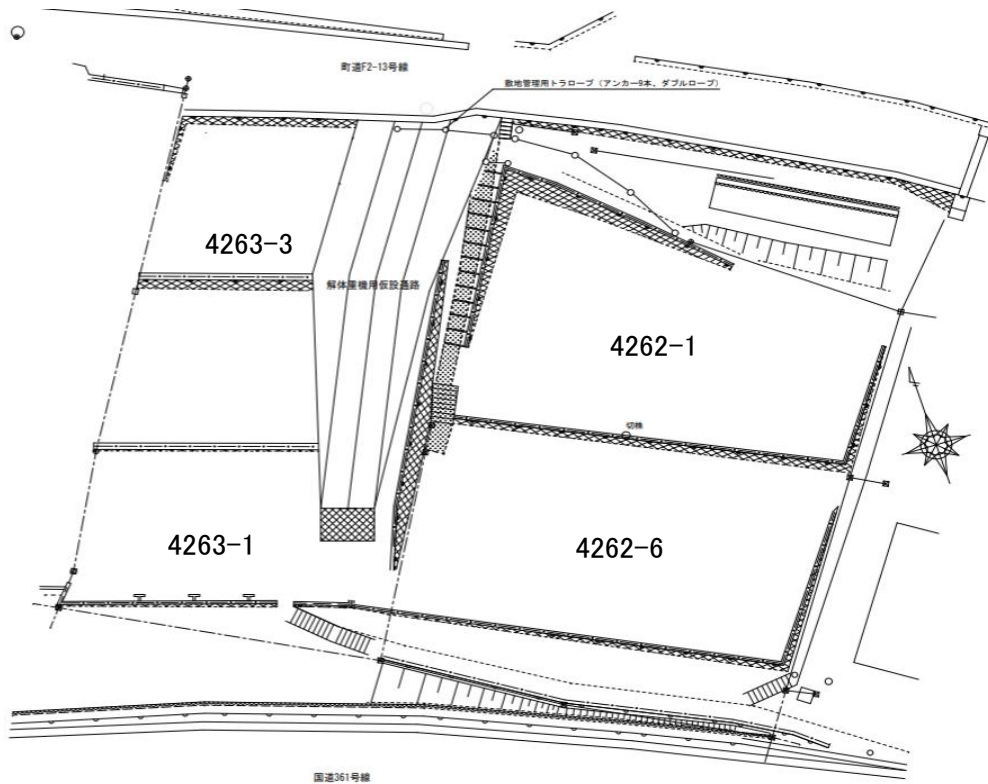 町道F2-13号線
敷地管理用トラロープ（アンカー9本、ダブルロープ）
4263-3
解体重機用仮設通路
4262-1
切株
4263-1
4262-6
国道361号線